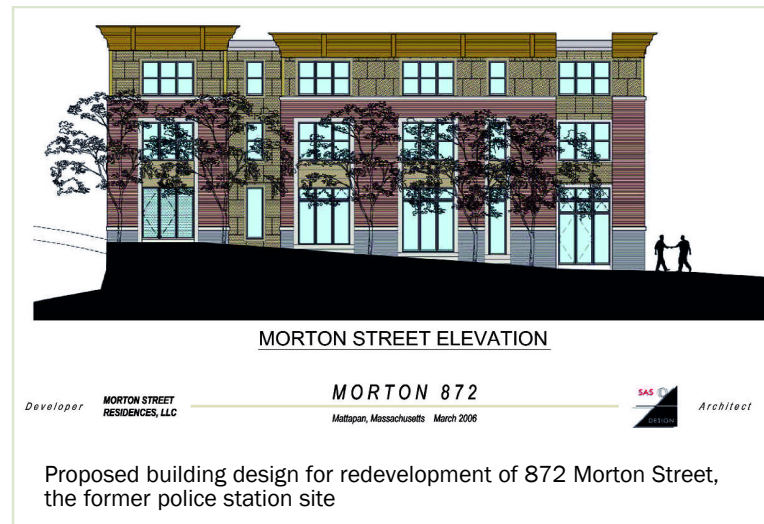 MORTON STREET ELEVATION
Developer
MORTON STREET
RESIDENCES, LLC
MORTON 872
Mattapan, Massachusetts March 2006
SAS
DESIGN
Architect
Proposed building design for redevelopment of 872 Morton Street,
the former police station site